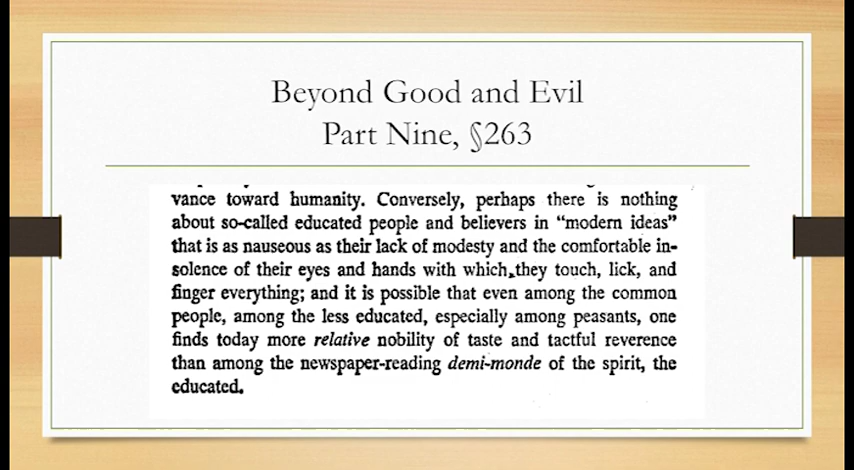 Beyond Good and Evil
Part Nine, §263
vance toward humanity. Conversely, perhaps there is nothing
about so-called educated people and believers in “modern ideas”
that is as nauseous as their lack of modesty and the comfortable in-
solence of their eyes and hands with which they touch, lick, and
finger everything; and it is possible that even among the common
people, among the less educated, especially among peasants, one
finds today more relative nobility of taste and tactful reverence
than among the newspaper-reading demi-monde of the spirit, the
educated.